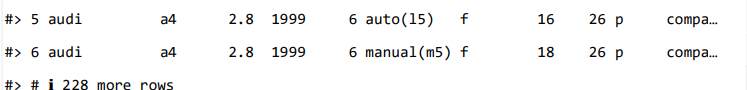 #> 5 audi a4 2.8 1999 6 auto(l5) f 16 26 p compa…
#> 6 audi a4 2.8 1999 6 manual(m5) f 18 26 p compa…
#> # ℹ 228 more rows